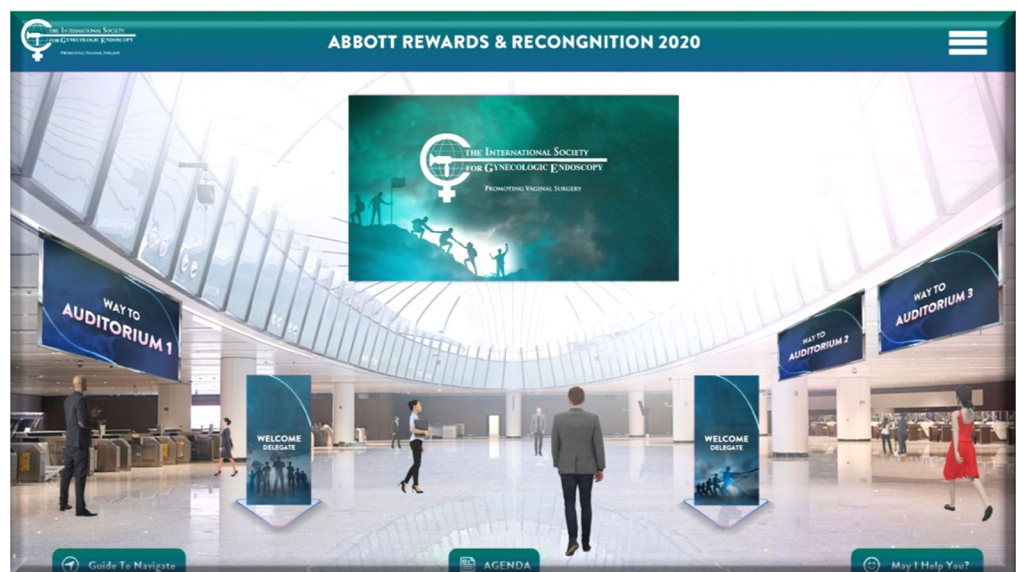 THE INTERNATIONAL SOCIETY
FOR GYNECOLOGIC ENDOSCOPY
PROMOTING VAGINAL SURGERY
ABBOTT REWARDS & RECONGNITION 2020
THE INTERNATIONAL SOCIETY
FOR GYNECOLOGIC ENDOSCOPY
PROMOTING VAGINAL SURGERY
WAY TO
AUDITORIUM 1
WAY TO
AUDITORIUM 2
WAY TO
AUDITORIUM 3
WELCOME
DELEGATE
WELCOME
DELEGATE
Guide To Navigate
AGENDA
May I Help You?